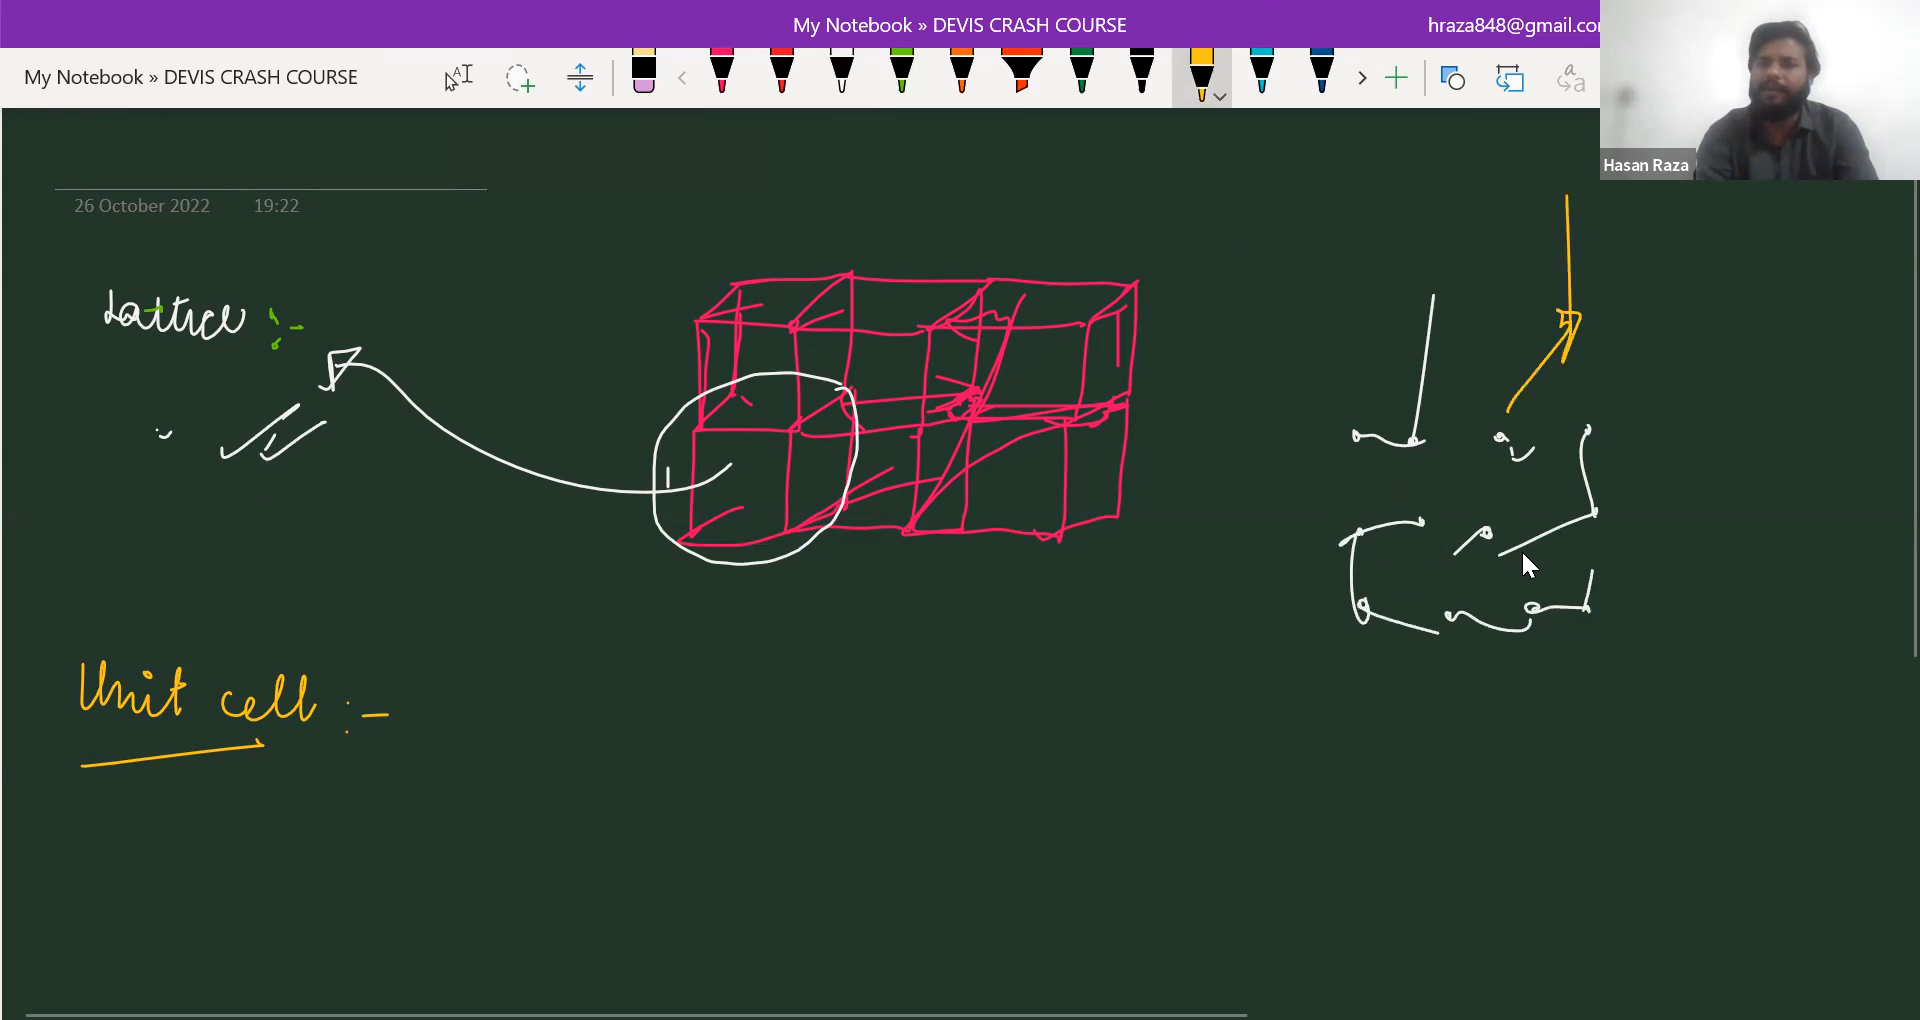 My Notebook » DEVIS CRASH COURSE
hraza848@gmail.co
My Notebook » DEVIS CRASH COURSE
Hasan Raza
26 October 2022 19:22
Lattice :-
Unit cell :-